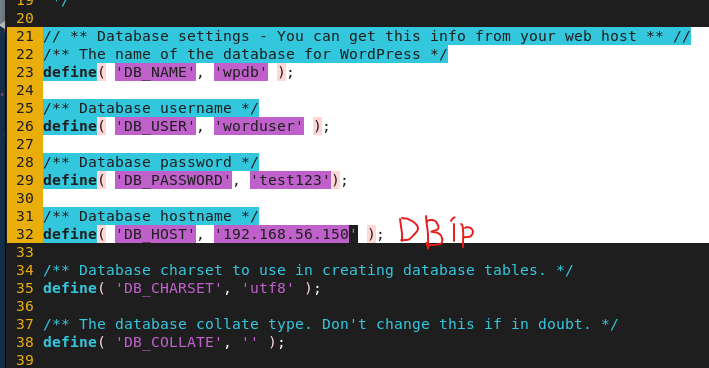 19  */
20
21 // ** Database settings - You can get this info from your web host ** //
22 /** The name of the database for WordPress */
23 define( 'DB_NAME', 'wpdb' );
24
25 /** Database username */
26 define( 'DB_USER', 'worduser' );
27
28 /** Database password */
29 define( 'DB_PASSWORD', 'test123');
30
31 /** Database hostname */
32 define( 'DB_HOST', '192.168.56.150' ); DBip
33
34 /** Database charset to use in creating database tables. */
35 define( 'DB_CHARSET', 'utf8' );
36
37 /** The database collate type. Don't change this if in doubt. */
38 define( 'DB_COLLATE', '' );
39